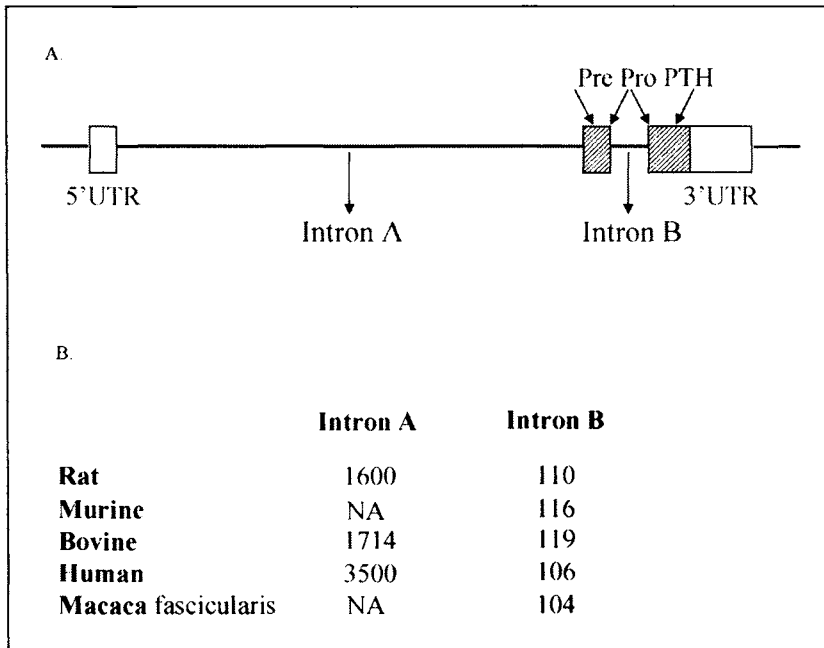 A.
Pre Pro PTH
5'UTR
3'UTR
Intron A
Intron B
B.
Intron A Intron B
Rat 1600 110
Murine NA 116
Bovine 1714 119
Human 3500 106
Macaca fascicularis NA 104